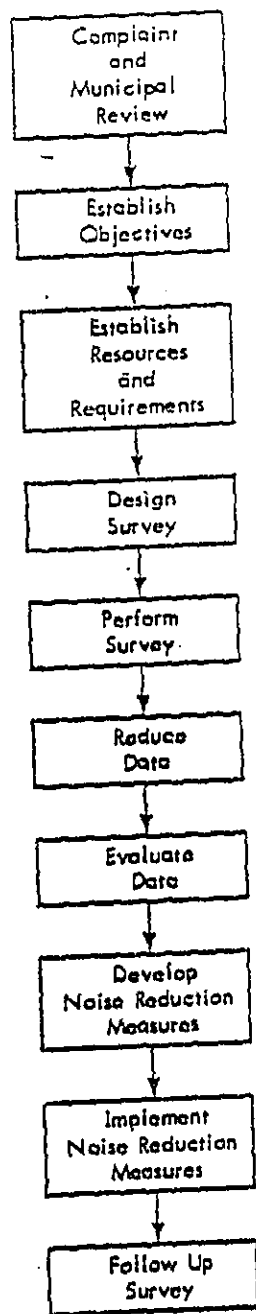 Complaint
and
Municipal
Review
Establish
Objectives
Establish
Resources
and
Requirements
Design
Survey
Perform
Survey
Reduce
Data
Evaluate
Data
Develop
Noise Reduction
Measures
Implement
Noise Reduction
Measures
Follow Up
Survey